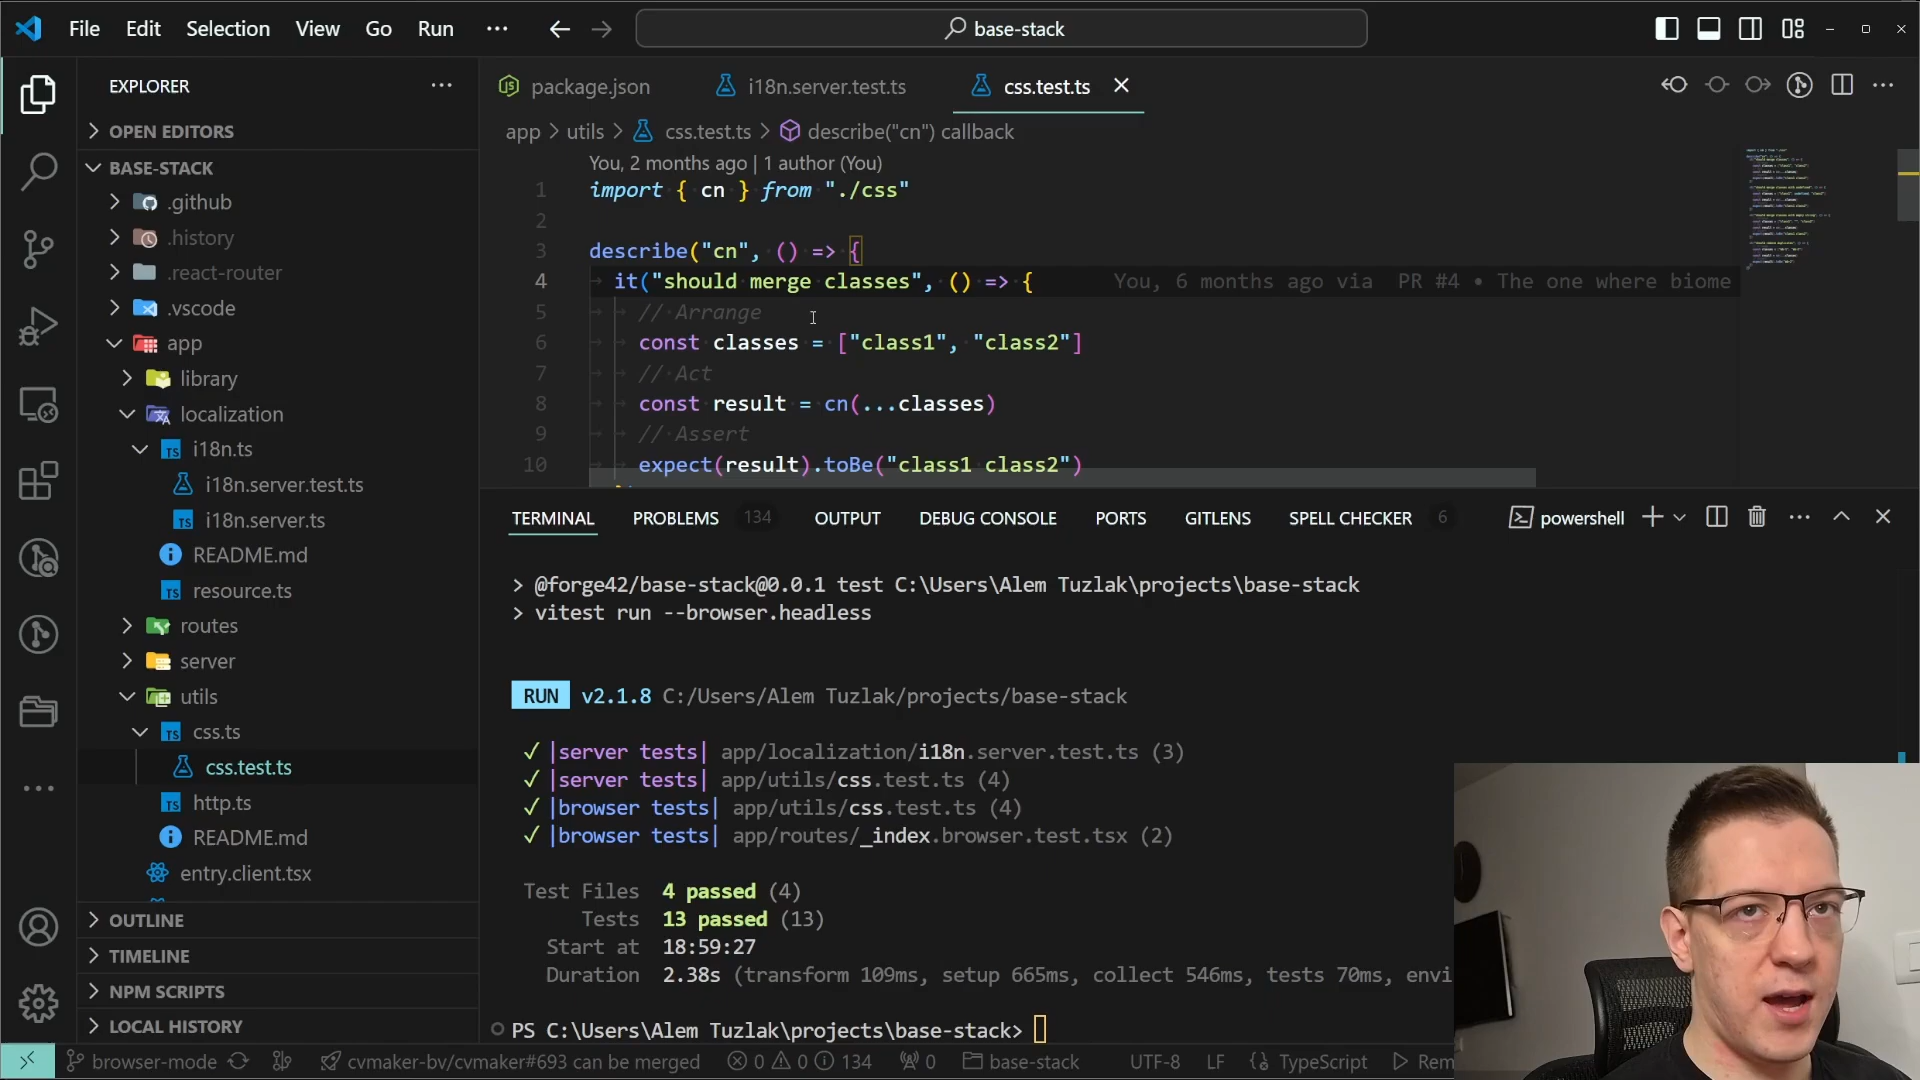 File Edit Selection View Go Run ··· base-stack
EXPLORER ···
OPEN EDITORS
BASE-STACK
.github
.history
.react-router
.vscode
app
library
localization
i18n.ts
i18n.server.test.ts
i18n.server.ts
README.md
resource.ts
routes
server
utils
css.ts
css.test.ts
http.ts
README.md
entry.client.tsx
OUTLINE
TIMELINE
NPM SCRIPTS
LOCAL HISTORY
package.json i18n.server.test.ts css.test.ts
app > utils > css.test.ts > describe("cn") callback
You, 2 months ago | 1 author (You)
1 import { cn } from "./css"
2
3 describe("cn", () => {
4 it("should merge classes", () => { You, 6 months ago via PR #4 • The one where biome
5 // Arrange
6 const classes = ["class1", "class2"]
7 // Act
8 const result = cn(...classes)
9 // Assert
10 expect(result).toBe("class1 class2")
TERMINAL PROBLEMS 134 OUTPUT DEBUG CONSOLE PORTS GITLENS SPELL CHECKER 6 powershell
> @forge42/base-stack@0.0.1 test C:\Users\Alem Tuzlak\projects\base-stack
> vitest run --browser.headless
RUN v2.1.8 C:/Users/Alem Tuzlak/projects/base-stack
✓ |server tests| app/localization/i18n.server.test.ts (3)
✓ |server tests| app/utils/css.test.ts (4)
✓ |browser tests| app/utils/css.test.ts (4)
✓ |browser tests| app/routes/_index.browser.test.tsx (2)
Test Files 4 passed (4)
Tests 13 passed (13)
Start at 18:59:27
Duration 2.38s (transform 109ms, setup 665ms, collect 546ms, tests 70ms, envi
PS C:\Users\Alem Tuzlak\projects\base-stack>
browser-mode cvmaker-bv/cvmaker#693 can be merged 0 0 134 0 base-stack UTF-8 LF TypeScript Rem